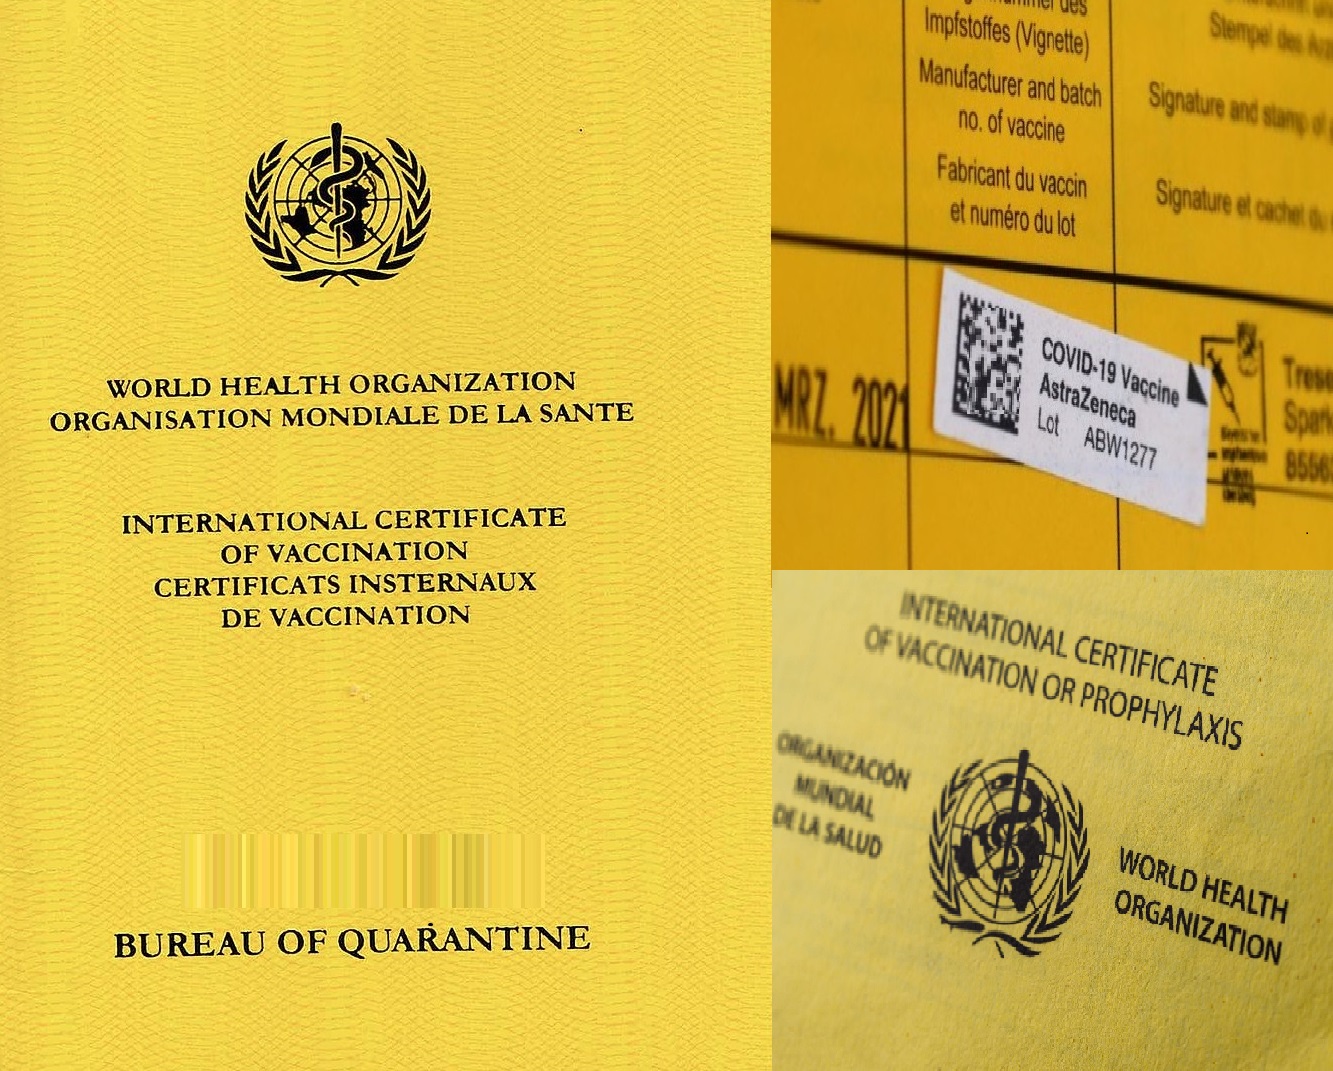 WORLD HEALTH ORGANIZATION
ORGANISATION MONDIALE DE LA SANTE
INTERNATIONAL CERTIFICATE
OF VACCINATION
CERTIFICATS INSTERNAUX
DE VACCINATION
BUREAU OF QUARANTINE
des
Impfstoffes (Vignette)
Manufacturer and batch
no. of vaccine
Fabricant du vaccin
et numéro du lot
Stempel des
Signature and stamp of
Signature et cachet du
MRZ. 2021
COVID-19 Vaccine
AstraZeneca
Lot ABW1277
INTERNATIONAL CERTIFICATE
OF VACCINATION OR PROPHYLAXIS
ORGANIZACIÓN
MUNDIAL
DE LA SALUD
WORLD HEALTH
ORGANIZATION